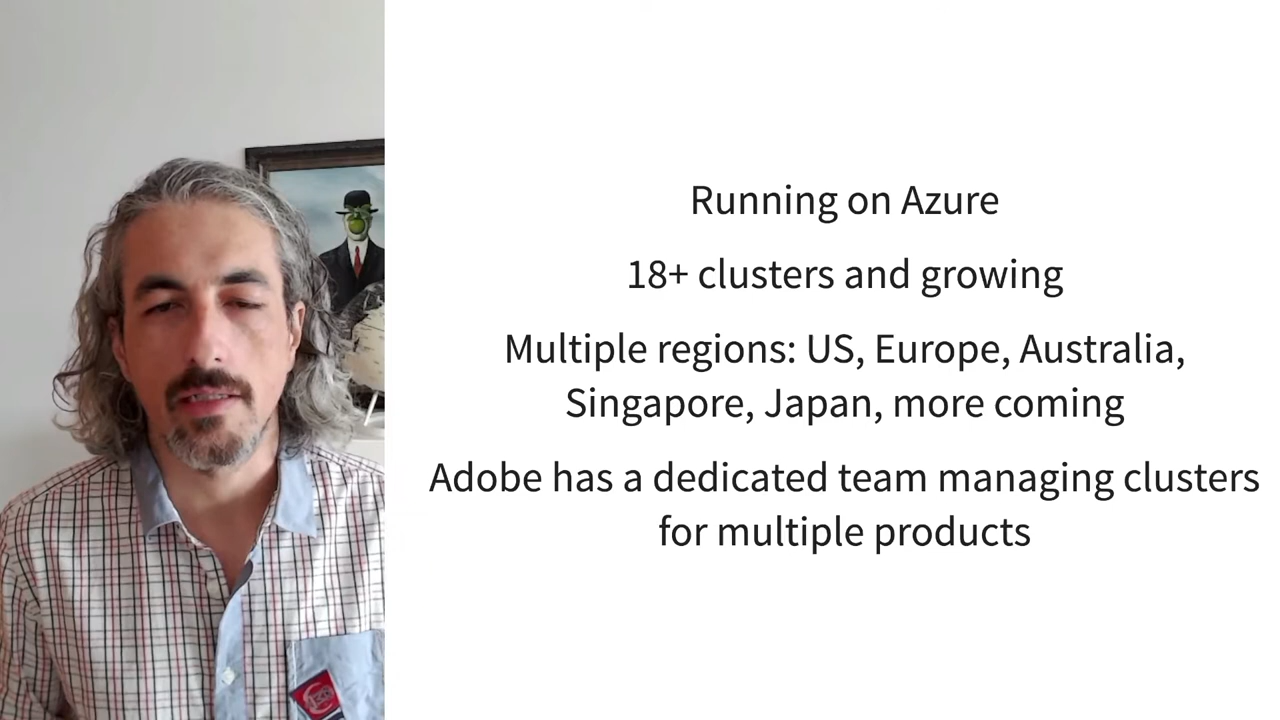 Running on Azure
18+ clusters and growing
Multiple regions: US, Europe, Australia,
Singapore, Japan, more coming
Adobe has a dedicated team managing clusters
for multiple products